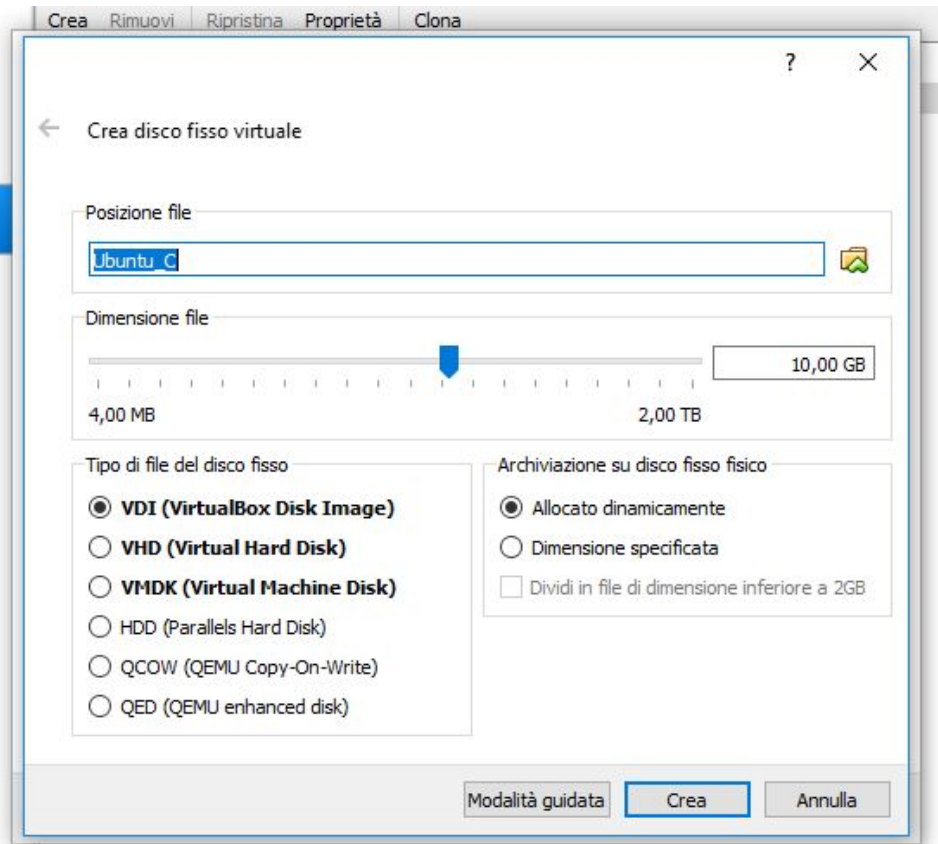 Crea Rimuovi Ripristina Proprietà Clona
?
Crea disco fisso virtuale
Posizione file
Ubuntu_C
Dimensione file
10,00 GB
4,00 MB 2,00 TB
Tipo di file del disco fisso
VDI (VirtualBox Disk Image)
VHD (Virtual Hard Disk)
VMDK (Virtual Machine Disk)
HDD (Parallels Hard Disk)
QCOW (QEMU Copy-On-Write)
QED (QEMU enhanced disk)
Archiviazione su disco fisso fisico
Allocato dinamicamente
Dimensione specificata
Dividi in file di dimensione inferiore a 2GB
Modalità guidata Crea Annulla